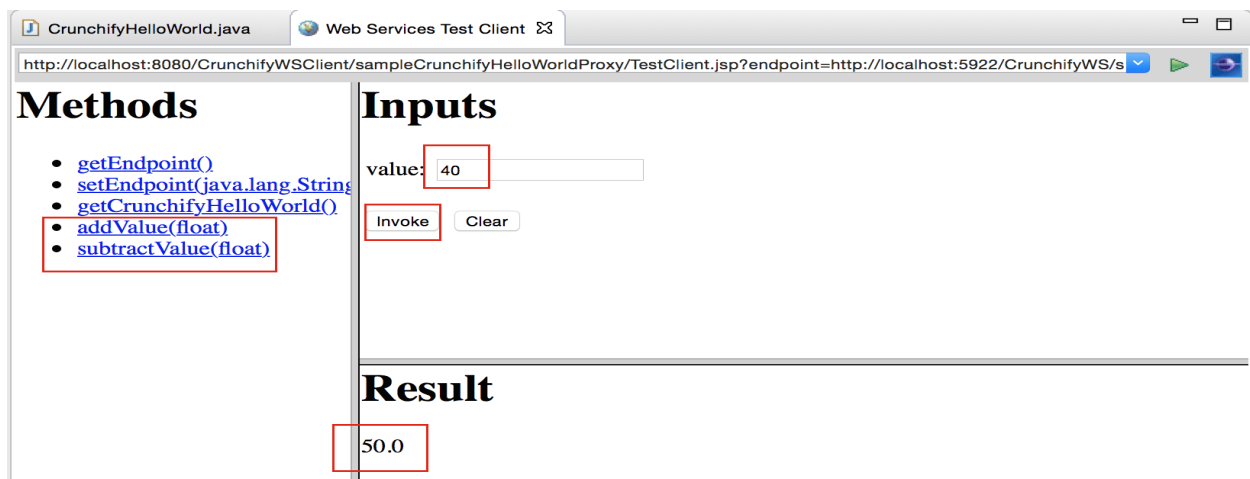 CrunchifyHelloWorld.java
Web Services Test Client
http://localhost:8080/CrunchifyWSClient/sampleCrunchifyHelloWorldProxy/TestClient.jsp?endpoint=http://localhost:5922/CrunchifyWS/s
Methods
getEndpoint()
setEndpoint(java.lang.String
getCrunchifyHelloWorld()
addValue(float)
subtractValue(float)
Inputs
value: 40
Invoke Clear
Result
50.0